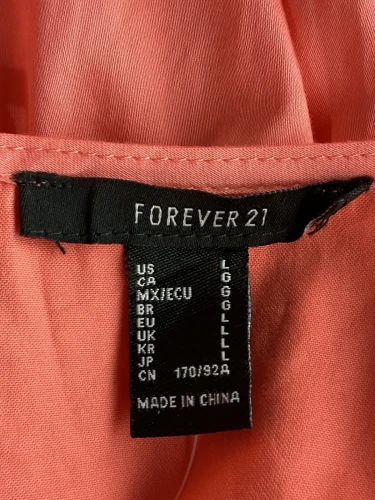 FOREVER 21
US L
CA G
MX/ECU G
BR G
EU L
UK L
KR L
JP L
CN 170/92A
MADE IN CHINA